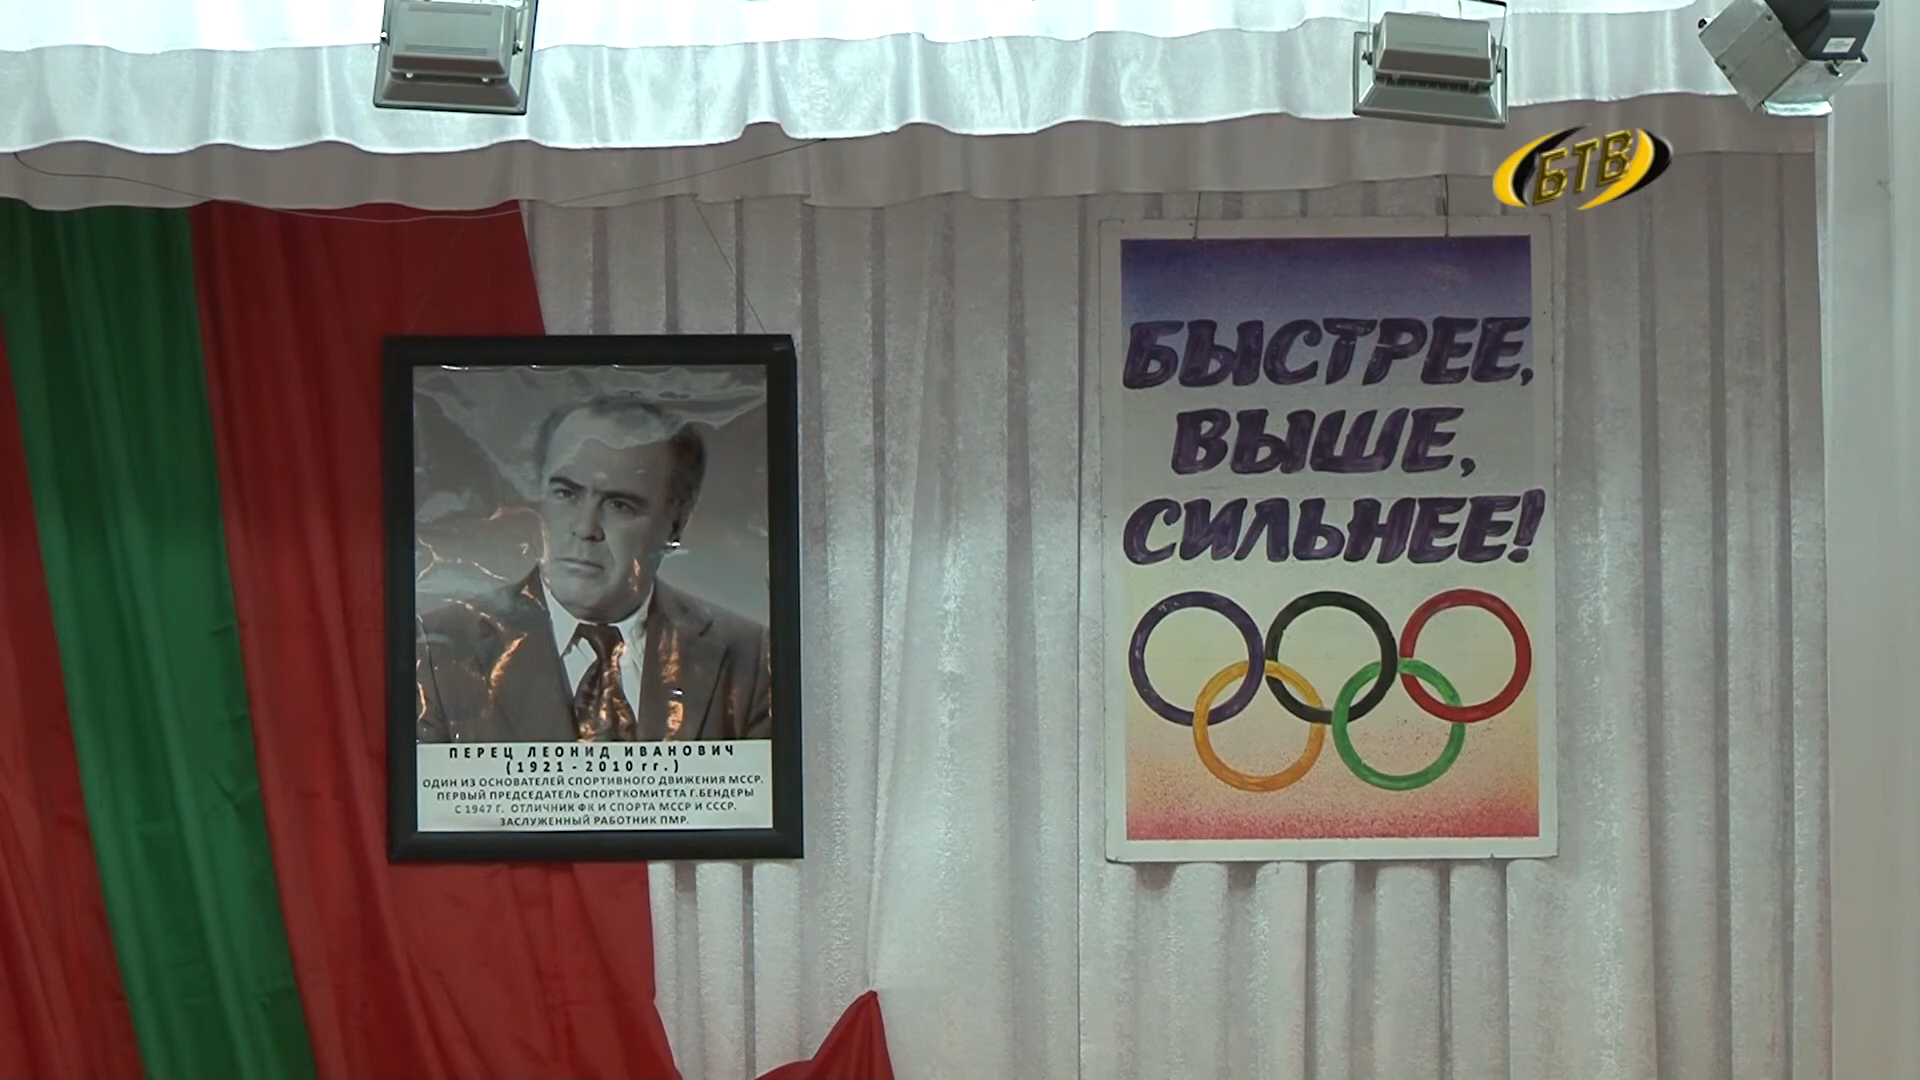 БТВ
БЫСТРЕЕ,
ВЫШЕ,
СИЛЬНЕЕ!
ПЕРЕЦ ЛЕОНИД ИВАНОВИЧ
(1921 - 2010 гг.)
ОДИН ИЗ ОСНОВАТЕЛЕЙ СПОРТИВНОГО ДВИЖЕНИЯ МССР.
ПЕРВЫЙ ПРЕДСЕДАТЕЛЬ СПОРТКОМИТЕТА Г.БЕНДЕРЫ
С 1947 Г. ОТЛИЧНИК ФК И СПОРТА МССР И СССР.
ЗАСЛУЖЕННЫЙ РАБОТНИК ПМР.